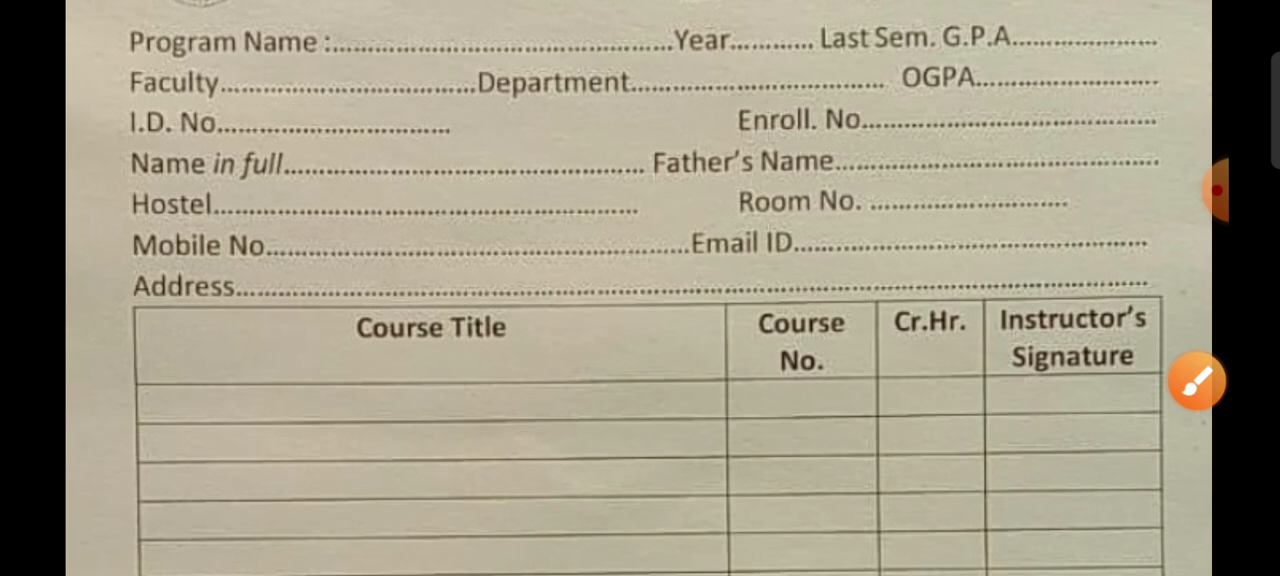 Program Name :..........................................Year............ Last Sem. G.P.A.....................
Faculty................................Department................................ OGPA..........................
I.D. No.............................. Enroll. No.......................................
Name in full............................................. Father's Name..........................................
Hostel.................................................... Room No. ..........................
Mobile No....................................................Email ID.............................................
Address...................................................................................................................
Course Title Course No. Cr.Hr. Instructor's Signature